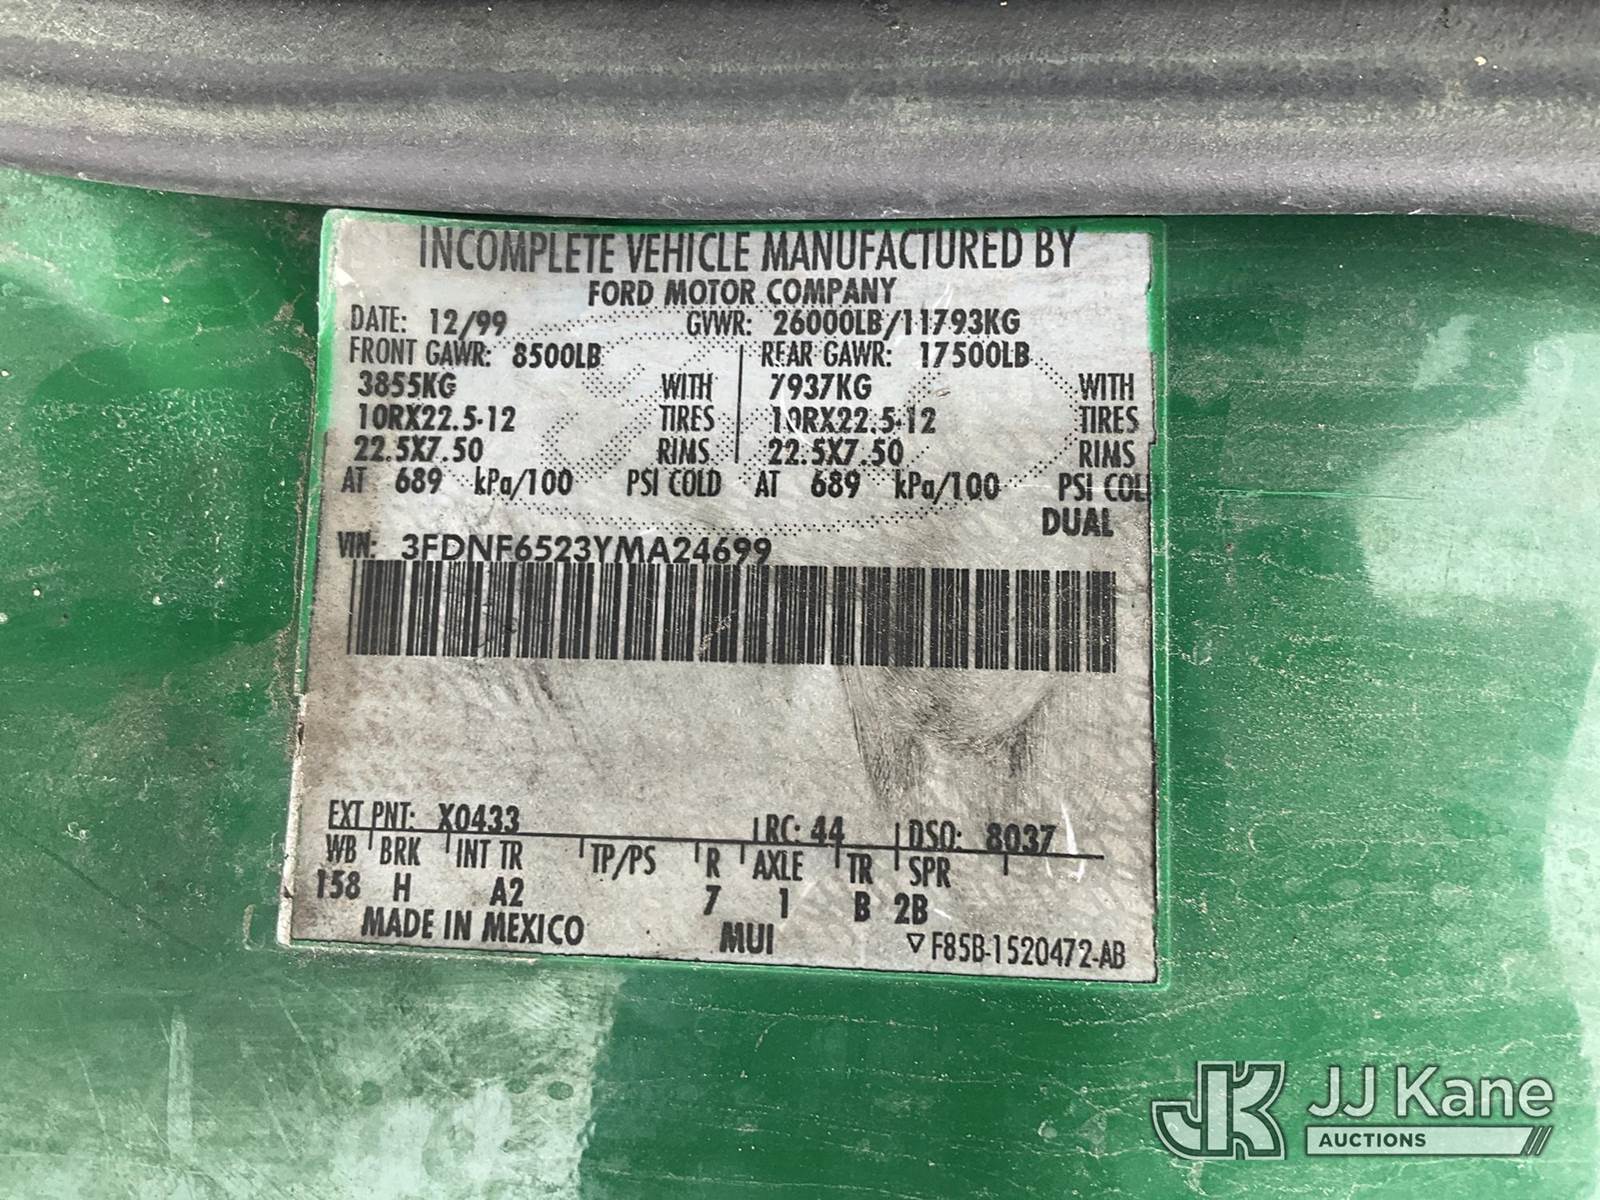 INCOMPLETE VEHICLE MANUFACTURED BY
FORD MOTOR COMPANY
DATE: 12/99 GVWR: 26000LB/11793KG
FRONT GAWR: 8500LB REAR GAWR: 17500LB
3855KG WITH 7937KG WITH
10RX22.5-12 TIRES 10RX22.5-12 TIRES
22.5X7.50 RIMS 22.5X7.50 RIMS
AT 689 kPa/100 PSI COLD AT 689 kPa/100 PSI COL
DUAL
VIN: 3FDNF6523YMA24699
EXT PNT: X0433 RC: 44 DSO: 8037
WB BRK INT TR TP/PS R AXLE TR SPR
158 H A2 7 1 B 2B
MADE IN MEXICO MUI ▽F85B-1520472-AB
JK JJ Kane
AUCTIONS